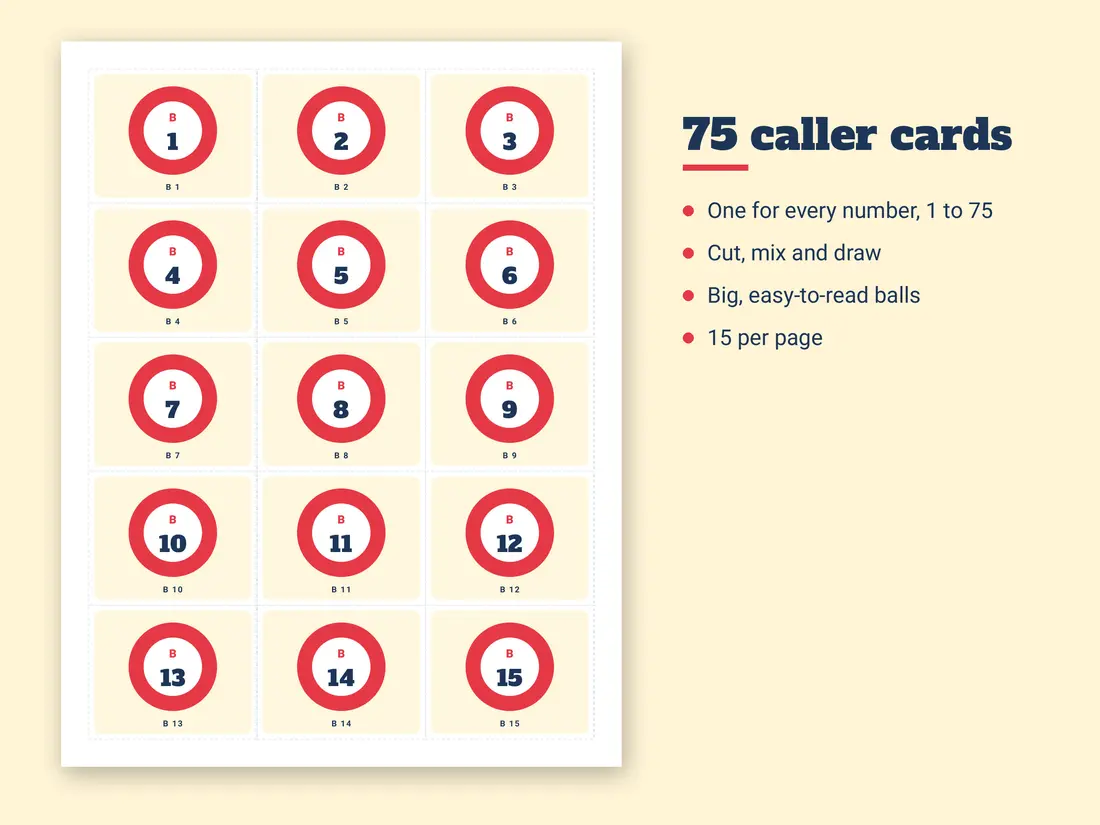 B
1
B 1
B
2
B 2
B
3
B 3
B
4
B 4
B
5
B 5
B
6
B 6
B
7
B 7
B
8
B 8
B
9
B 9
B
10
B 10
B
11
B 11
B
12
B 12
B
13
B 13
B
14
B 14
B
15
B 15
75 caller cards
One for every number, 1 to 75
Cut, mix and draw
Big, easy-to-read balls
15 per page